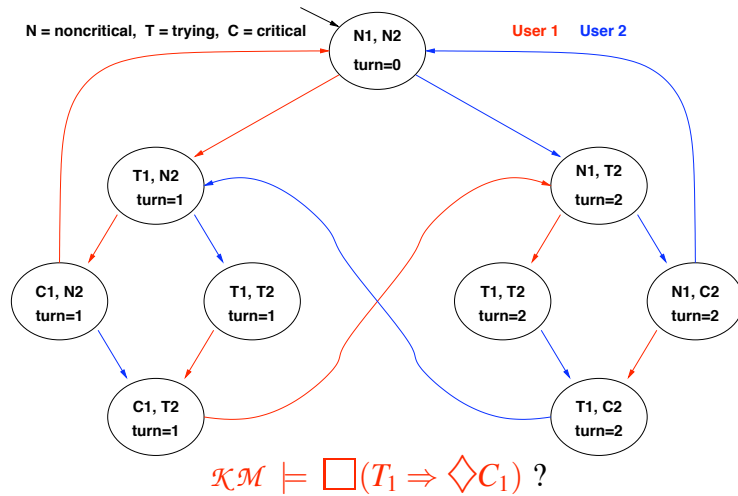 N = noncritical, T = trying, C = critical
User 1 User 2
N1, N2
turn=0
T1, N2
turn=1
N1, T2
turn=2
C1, N2
turn=1
T1, T2
turn=1
T1, T2
turn=2
N1, C2
turn=2
C1, T2
turn=1
T1, C2
turn=2
𝒦ℳ ⊨ □(T₁ ⇒ ◇C₁) ?